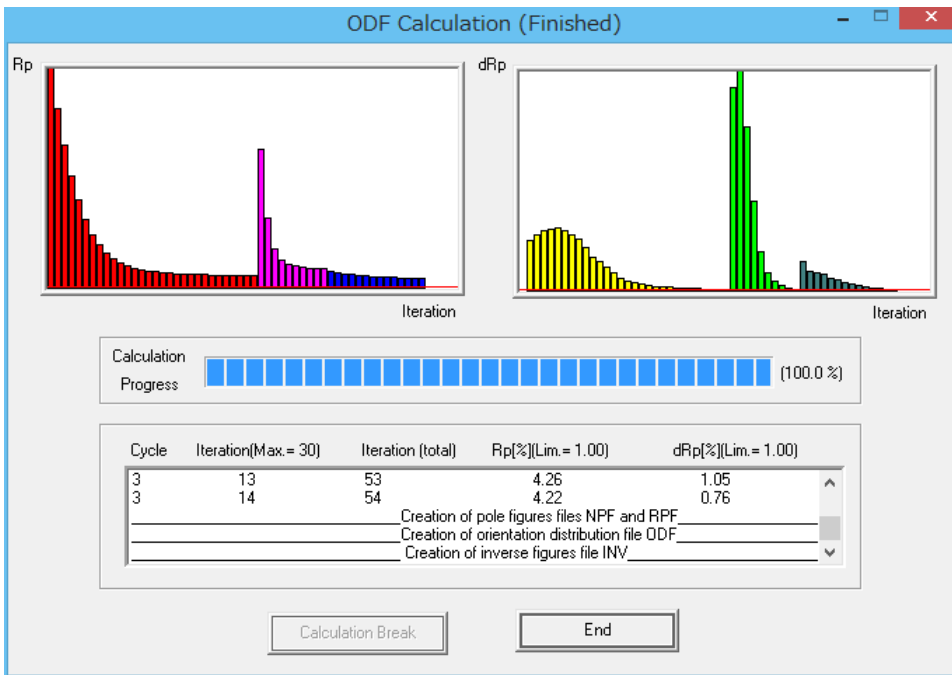 ODF Calculation (Finished)
Rp
dRp
Iteration
Iteration
Calculation
Progress
(100.0 %)
Cycle Iteration(Max.= 30) Iteration (total) Rp[%](Lim.= 1.00) dRp[%](Lim.= 1.00)
3 13 53 4.26 1.05
3 14 54 4.22 0.76
Creation of pole figures files NPF and RPF
Creation of orientation distribution file ODF
Creation of inverse figures file INV
Calculation Break
End